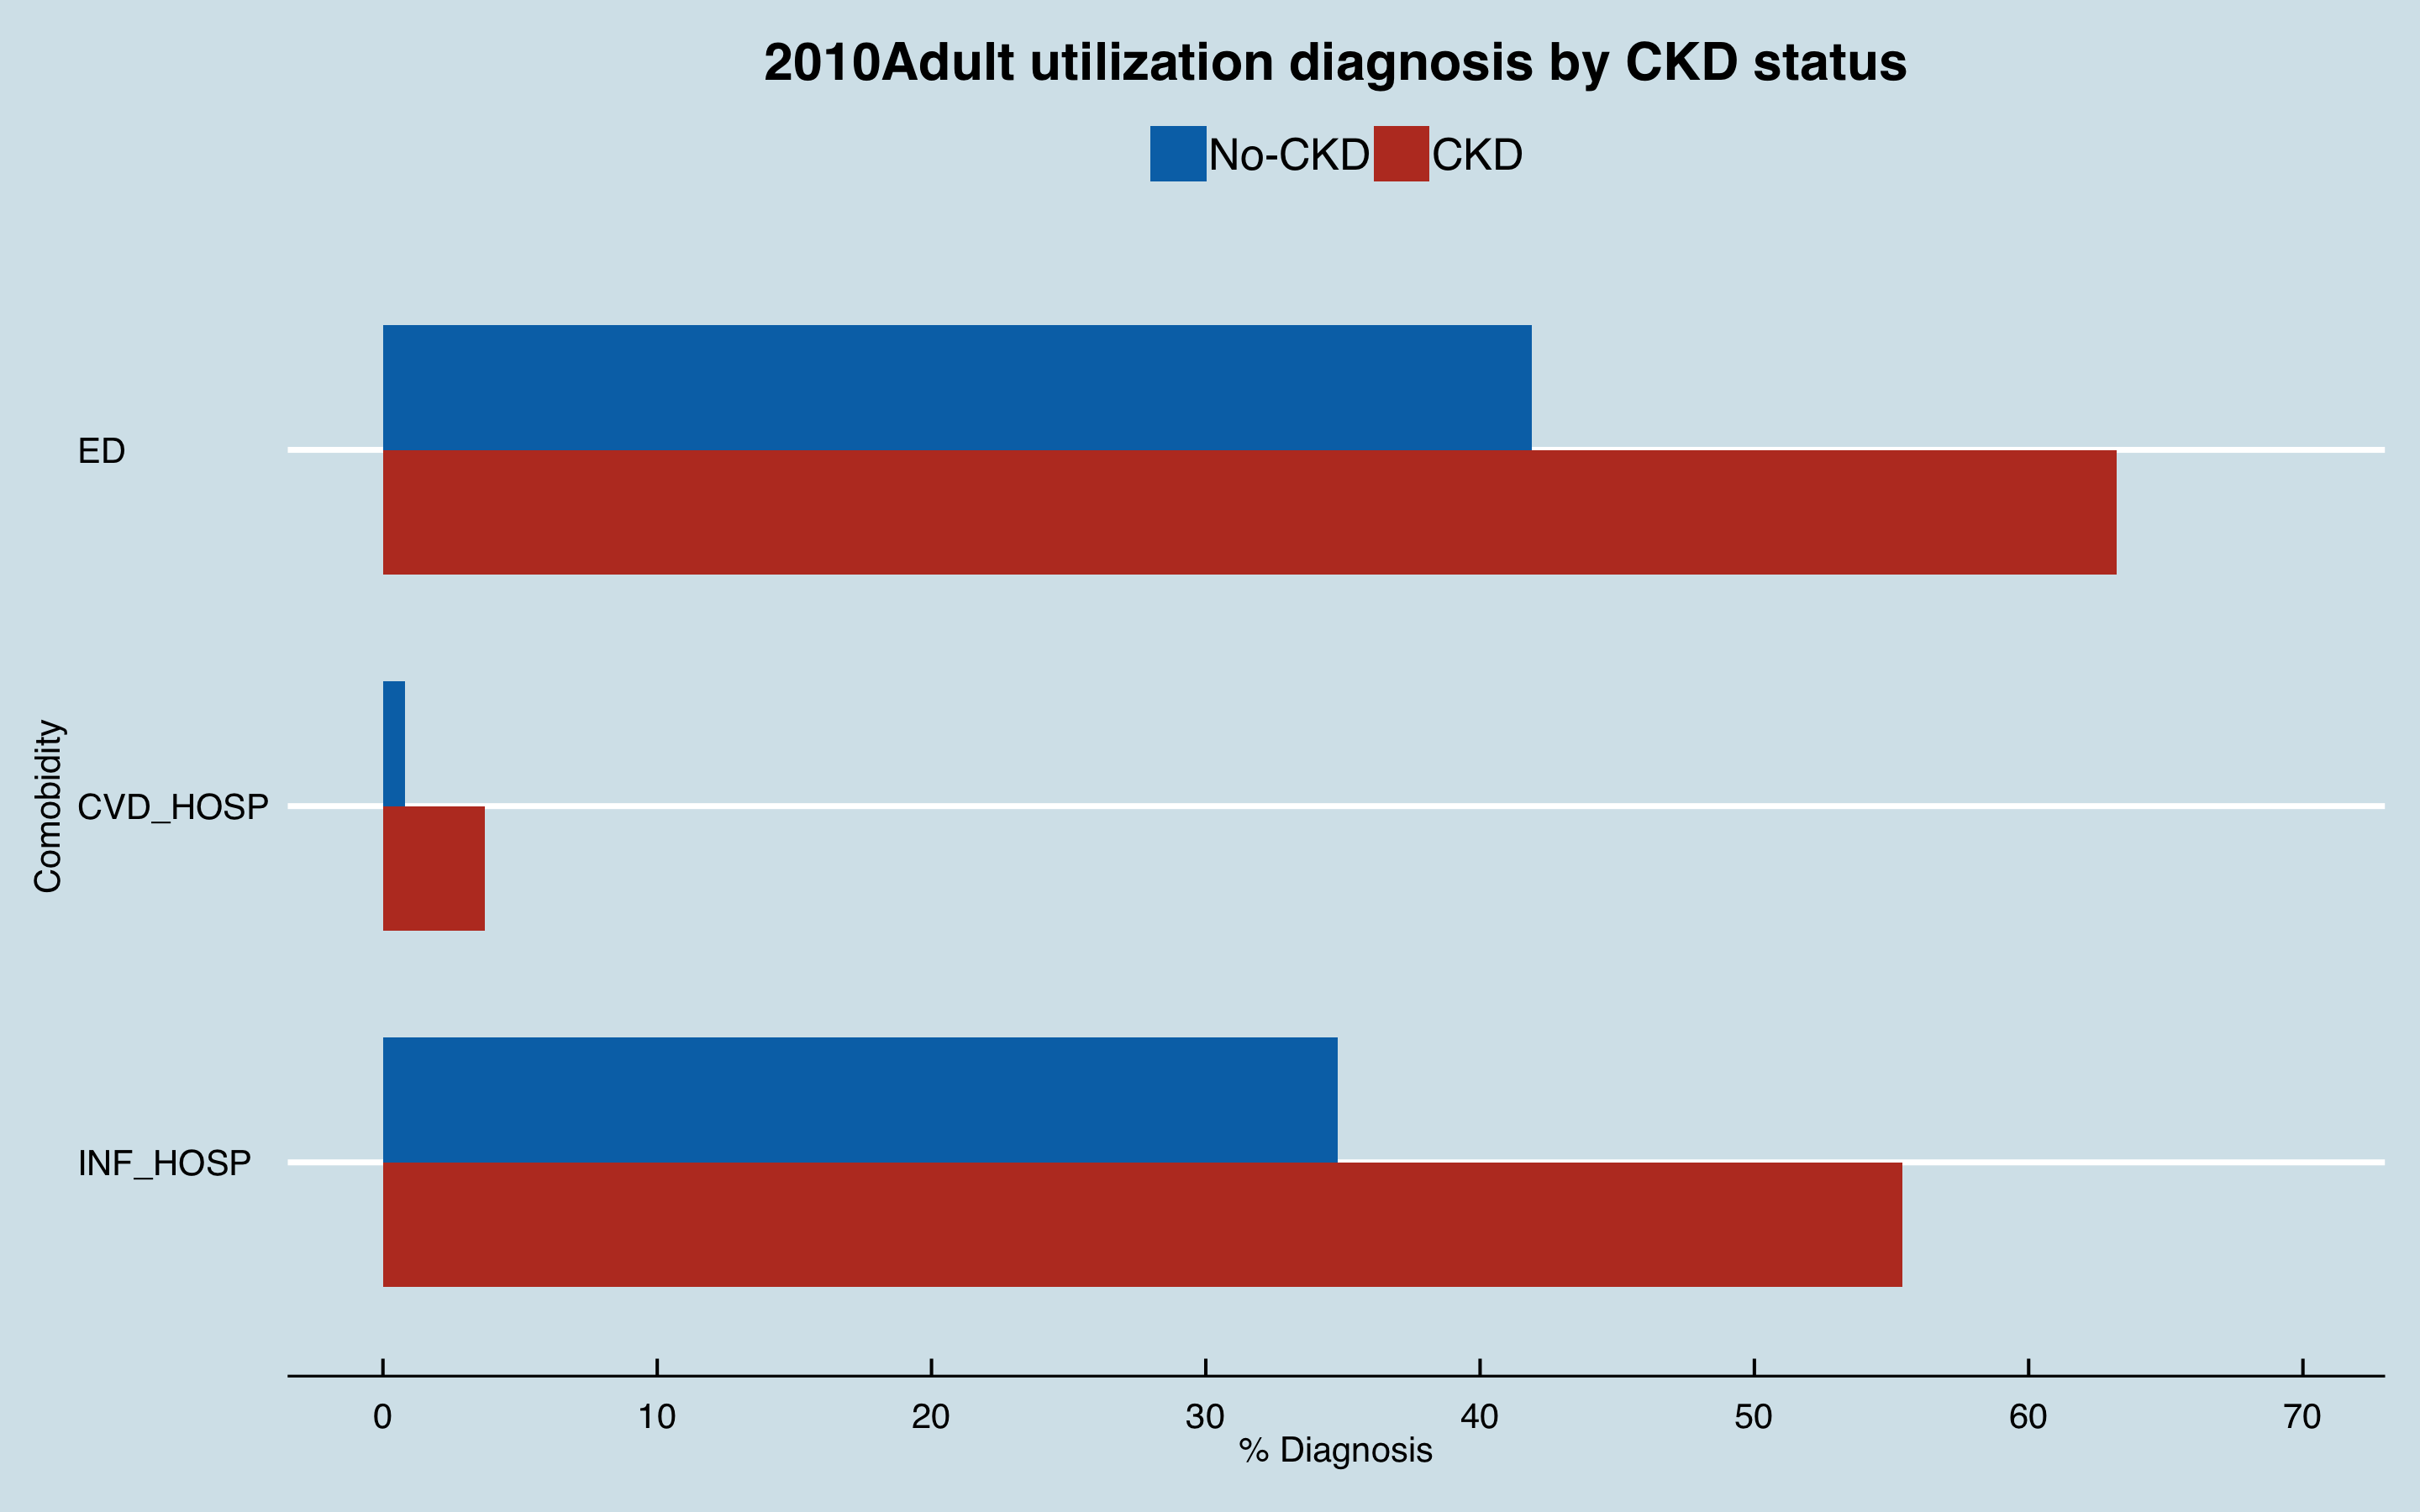 2010Adult utilization diagnosis by CKD status
No-CKD CKD
ED
CVD_HOSP
INF_HOSP
Comobidity
0 10 20 30 40 50 60 70
% Diagnosis